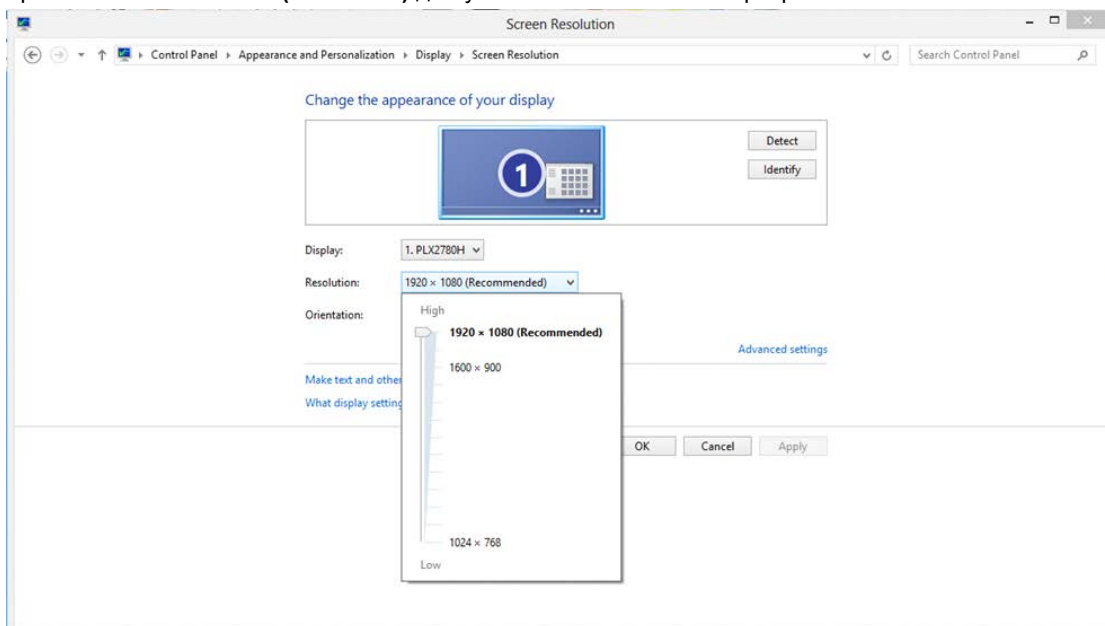 Screen Resolution
Control Panel Appearance and Personalization Display Screen Resolution
Search Control Panel
Change the appearance of your display
1
Detect
Identify
Display: 1. PLX2780H
Resolution: 1920 × 1080 (Recommended)
Orientation:
High
1920 × 1080 (Recommended)
1600 × 900
1024 × 768
Low
Advanced settings
Make text and other
What display
OK Cancel Apply